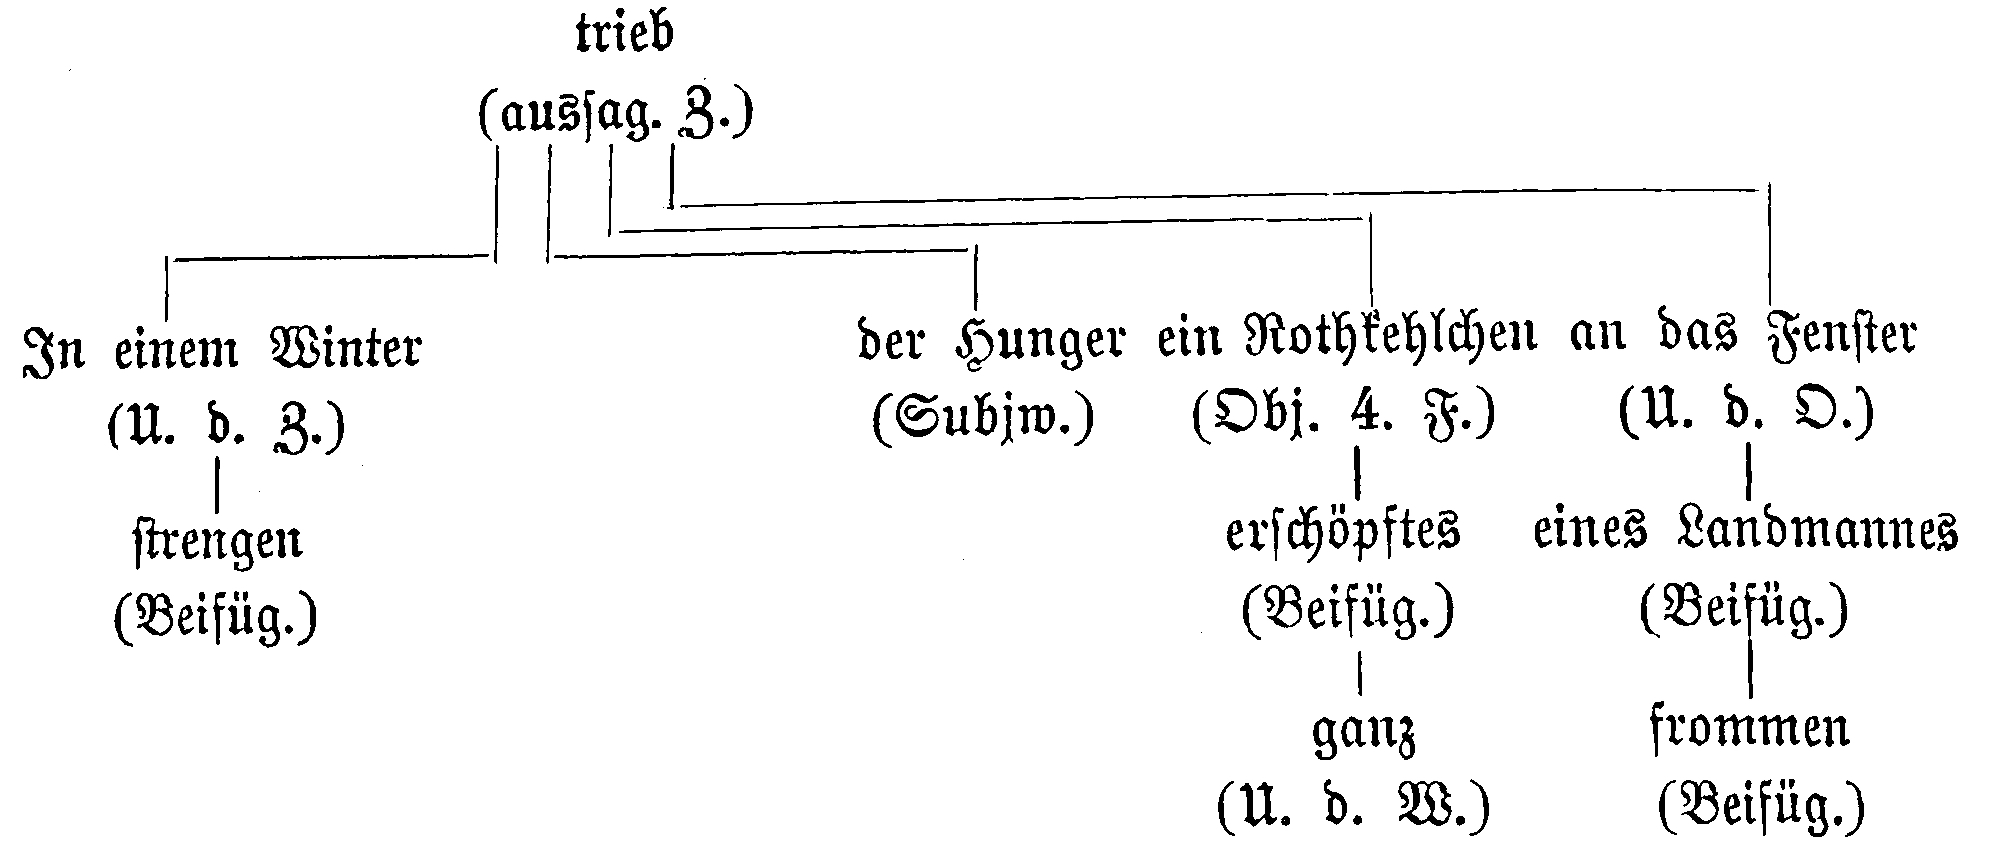 trieb
(ausſag. Z.)
In einem Winter der Hunger ein Rothkehlchen an das Fenſter
(U. d. Z.) (Subjw.) (Obj. 4. F.) (U. d. O.)
ſtrengen erſchöpftes eines Landmannes
(Beifüg.) (Beifüg.) (Beifüg.)
ganz frommen
(U. d. W.) (Beifüg.)